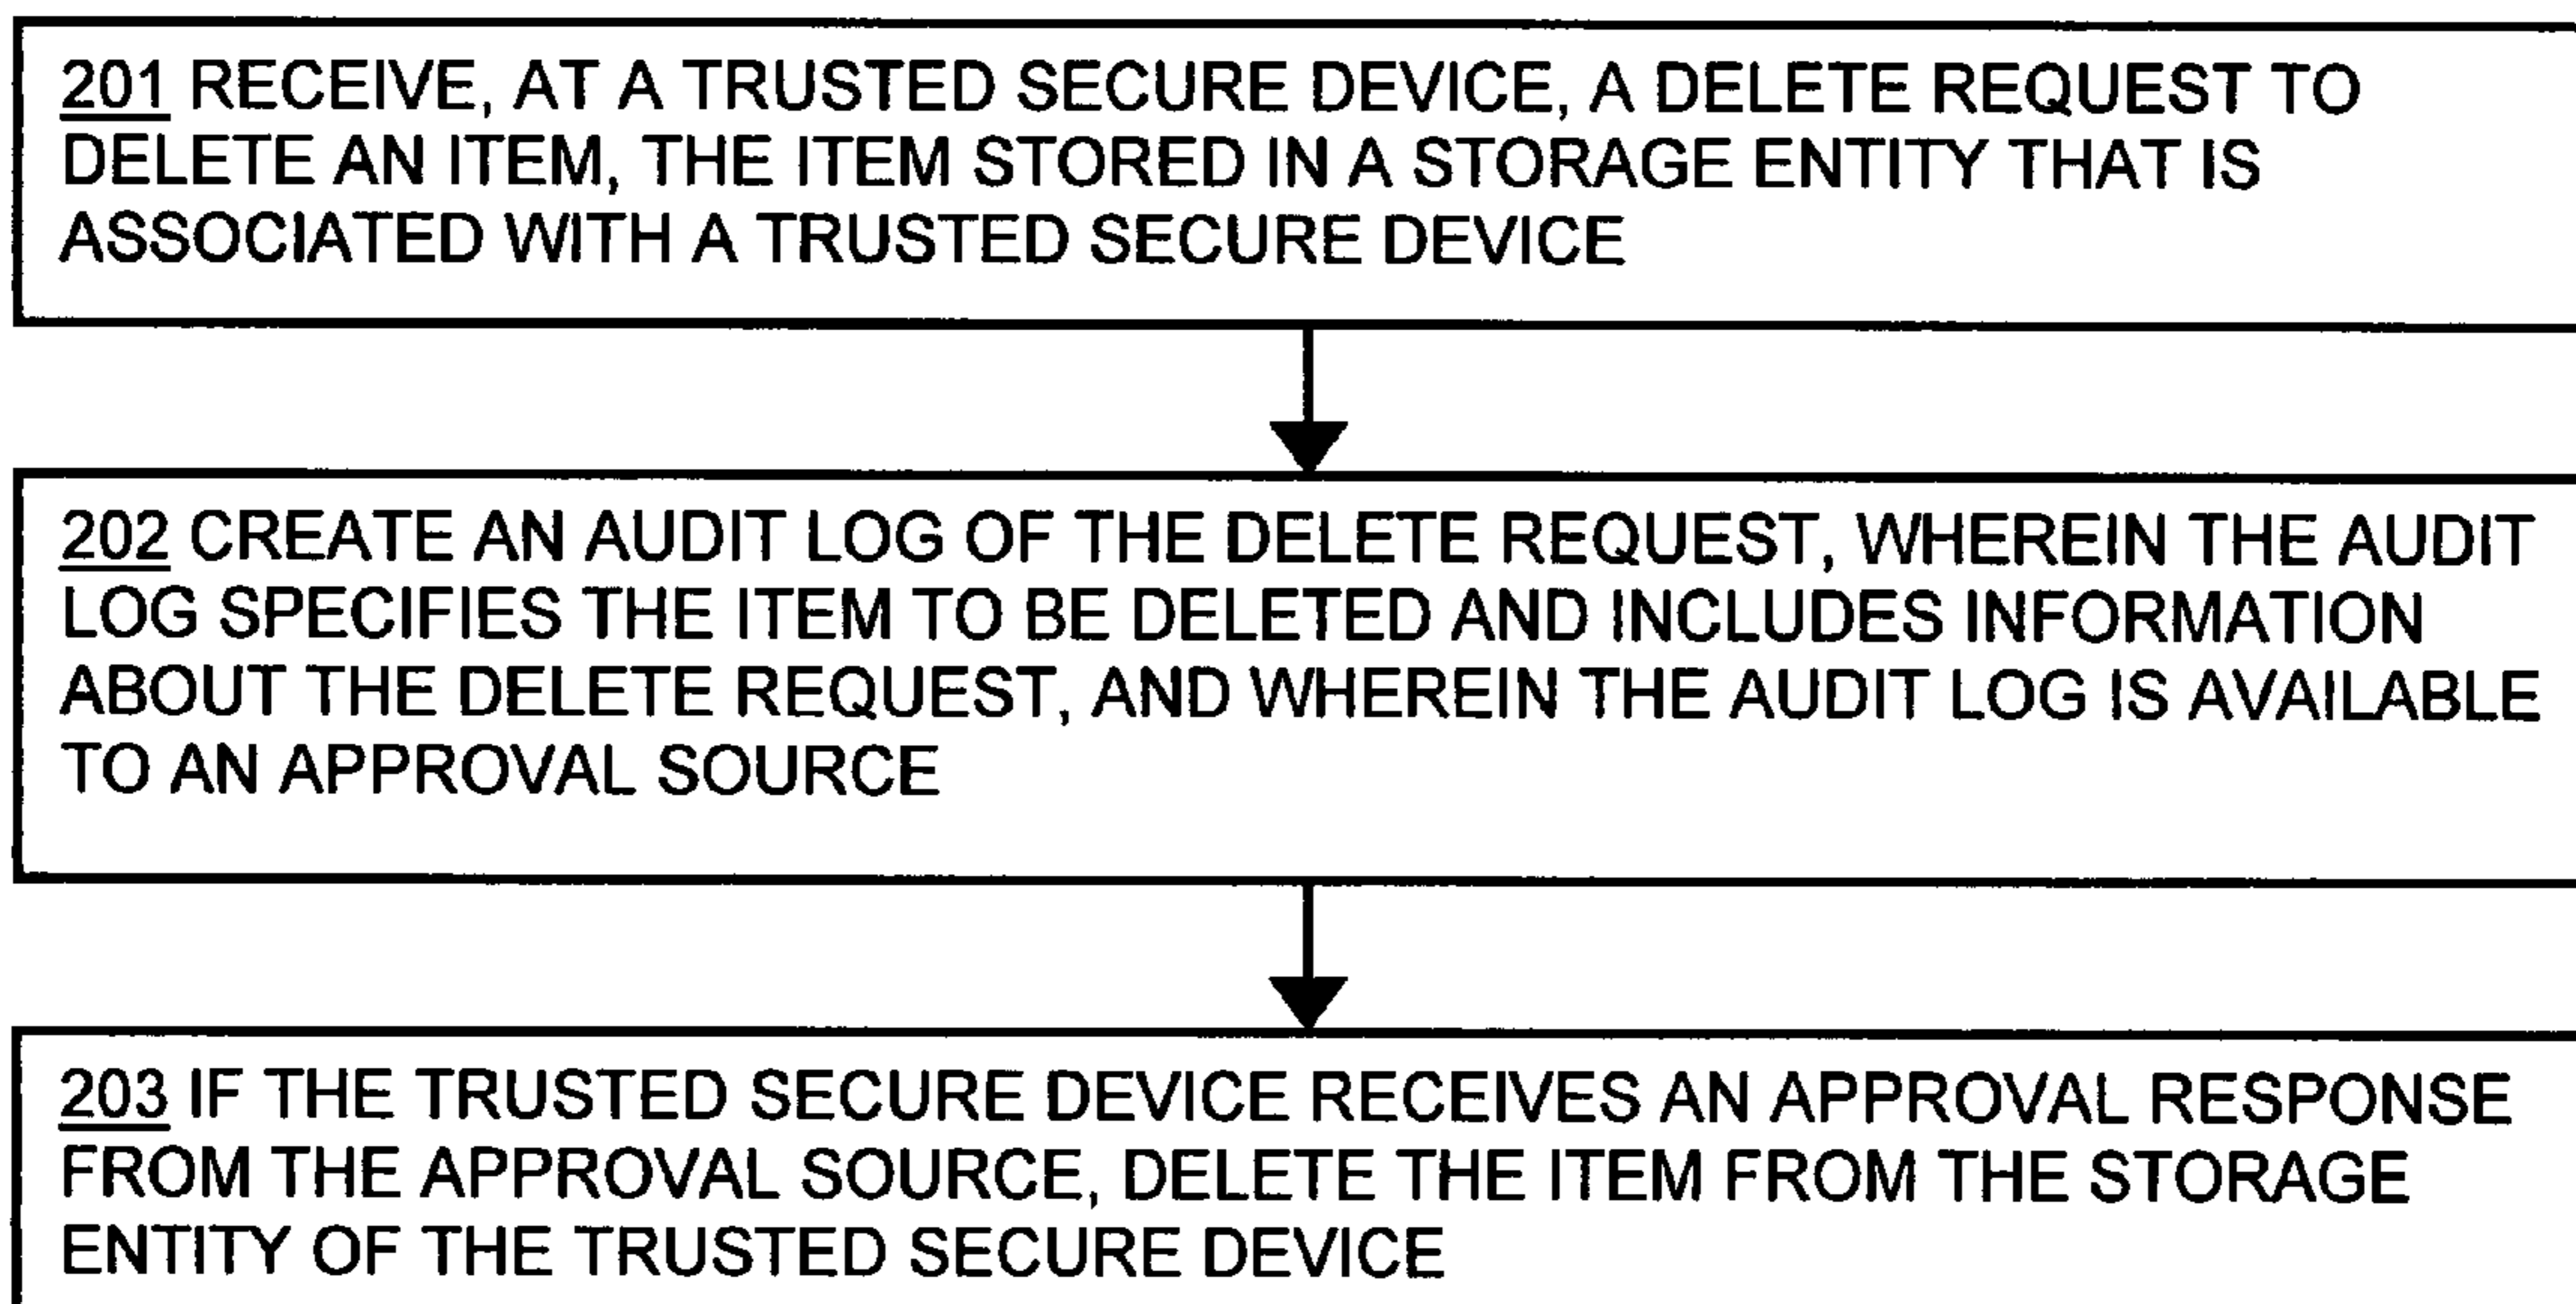 201 RECEIVE, AT A TRUSTED SECURE DEVICE, A DELETE REQUEST TO
DELETE AN ITEM, THE ITEM STORED IN A STORAGE ENTITY THAT IS
ASSOCIATED WITH A TRUSTED SECURE DEVICE
202 CREATE AN AUDIT LOG OF THE DELETE REQUEST, WHEREIN THE AUDIT
LOG SPECIFIES THE ITEM TO BE DELETED AND INCLUDES INFORMATION
ABOUT THE DELETE REQUEST, AND WHEREIN THE AUDIT LOG IS AVAILABLE
TO AN APPROVAL SOURCE
203 IF THE TRUSTED SECURE DEVICE RECEIVES AN APPROVAL RESPONSE
FROM THE APPROVAL SOURCE, DELETE THE ITEM FROM THE STORAGE
ENTITY OF THE TRUSTED SECURE DEVICE